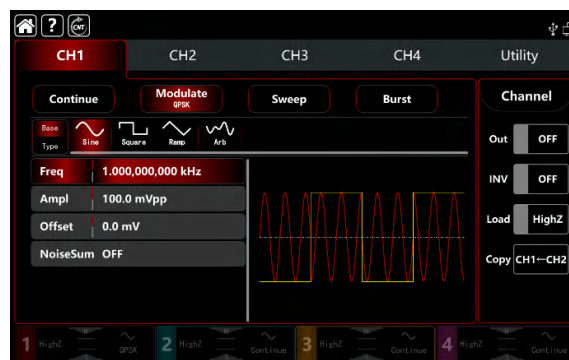 ? CNT
CH1 CH2 CH3 CH4 Utility
Continue Modulate QPSK Sweep Burst Channel
Base Type Sine Square Ramp Arb
Out OFF
Freq 1.000,000,000 kHz
INV OFF
Ampl 100.0 mVpp
Offset 0.0 mV
Load HighZ
NoiseSum OFF
Copy CH1←CH2
1 HighZ QPSK 2 HighZ Continue 3 HighZ Continue 4 HighZ Continue